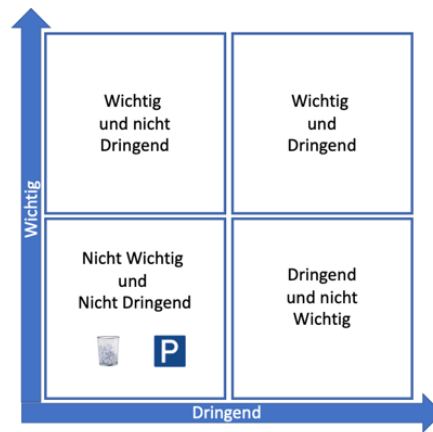 Wichtig
und nicht
Dringend
Wichtig
und
Dringend
Wichtig
Nicht Wichtig
und
Nicht Dringend
P
Dringend
und nicht
Wichtig
Dringend